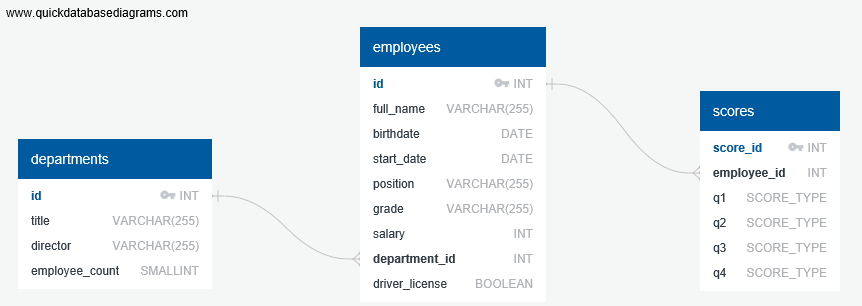 www.quickdatabasediagrams.com
departments
id INT
title VARCHAR(255)
director VARCHAR(255)
employee_count SMALLINT
employees
id INT
full_name VARCHAR(255)
birthdate DATE
start_date DATE
position VARCHAR(255)
grade VARCHAR(255)
salary INT
department_id INT
driver_license BOOLEAN
scores
score_id INT
employee_id INT
q1 SCORE_TYPE
q2 SCORE_TYPE
q3 SCORE_TYPE
q4 SCORE_TYPE